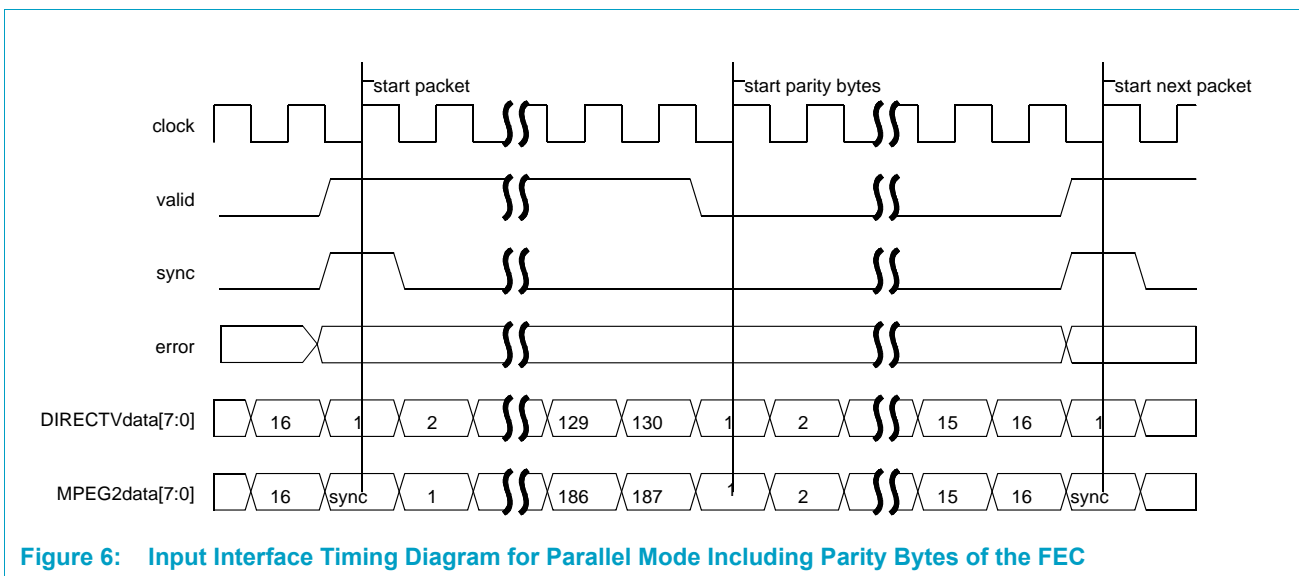 start packet start parity bytes start next packet
clock
valid
sync
error
DIRECTVdata[7:0] 16 1 2 129 130 1 2 15 16 1
MPEG2data[7:0] 16 sync 1 186 187 1 2 15 16 sync
Figure 6: Input Interface Timing Diagram for Parallel Mode Including Parity Bytes of the FEC